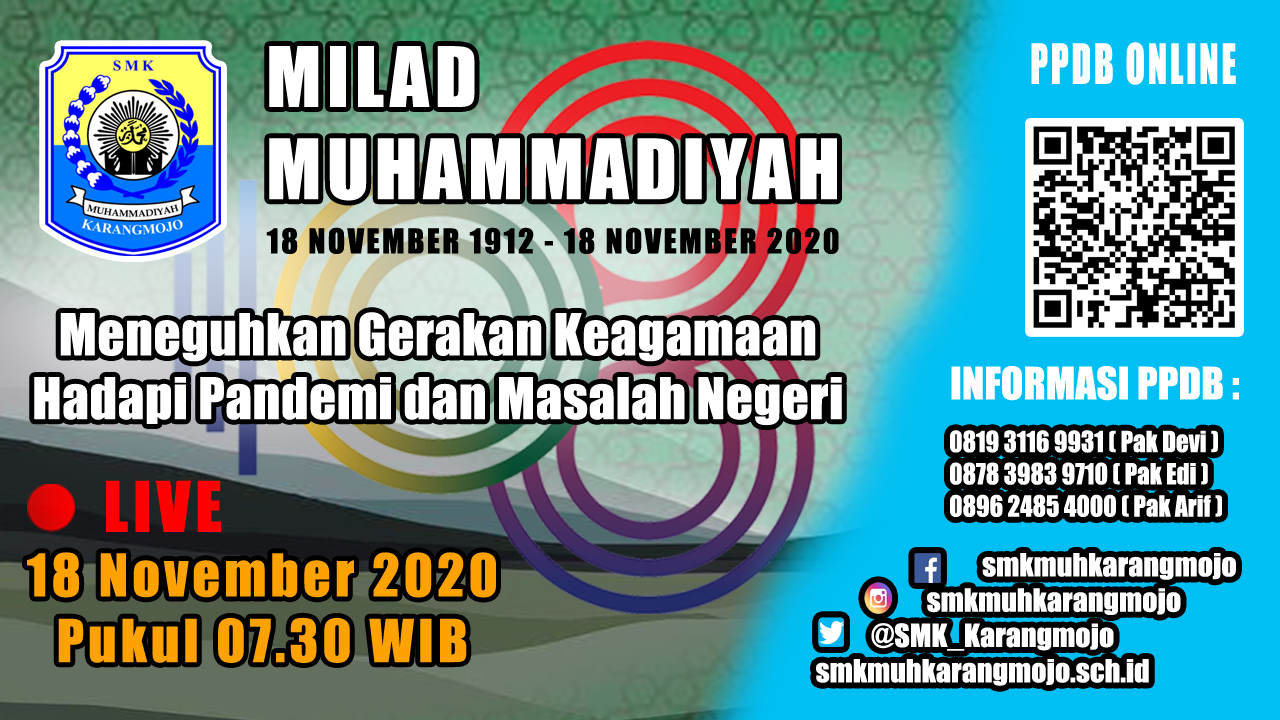 SMK
MUHAMMADIYAH
KARANGMOJO
MILAD
MUHAMMADIYAH
18 NOVEMBER 1912 - 18 NOVEMBER 2020
Meneguhkan Gerakan Keagamaan
Hadapi Pandemi dan Masalah Negeri
LIVE
18 November 2020
Pukul 07.30 WIB
PPDB ONLINE
INFORMASI PPDB :
0819 3116 9931 ( Pak Devi )
0878 3983 9710 ( Pak Edi )
0896 2485 4000 ( Pak Arif )
smkmuhkarangmojo
smkmuhkarangmojo
@SMK_Karangmojo
smkmuhkarangmojo.sch.id